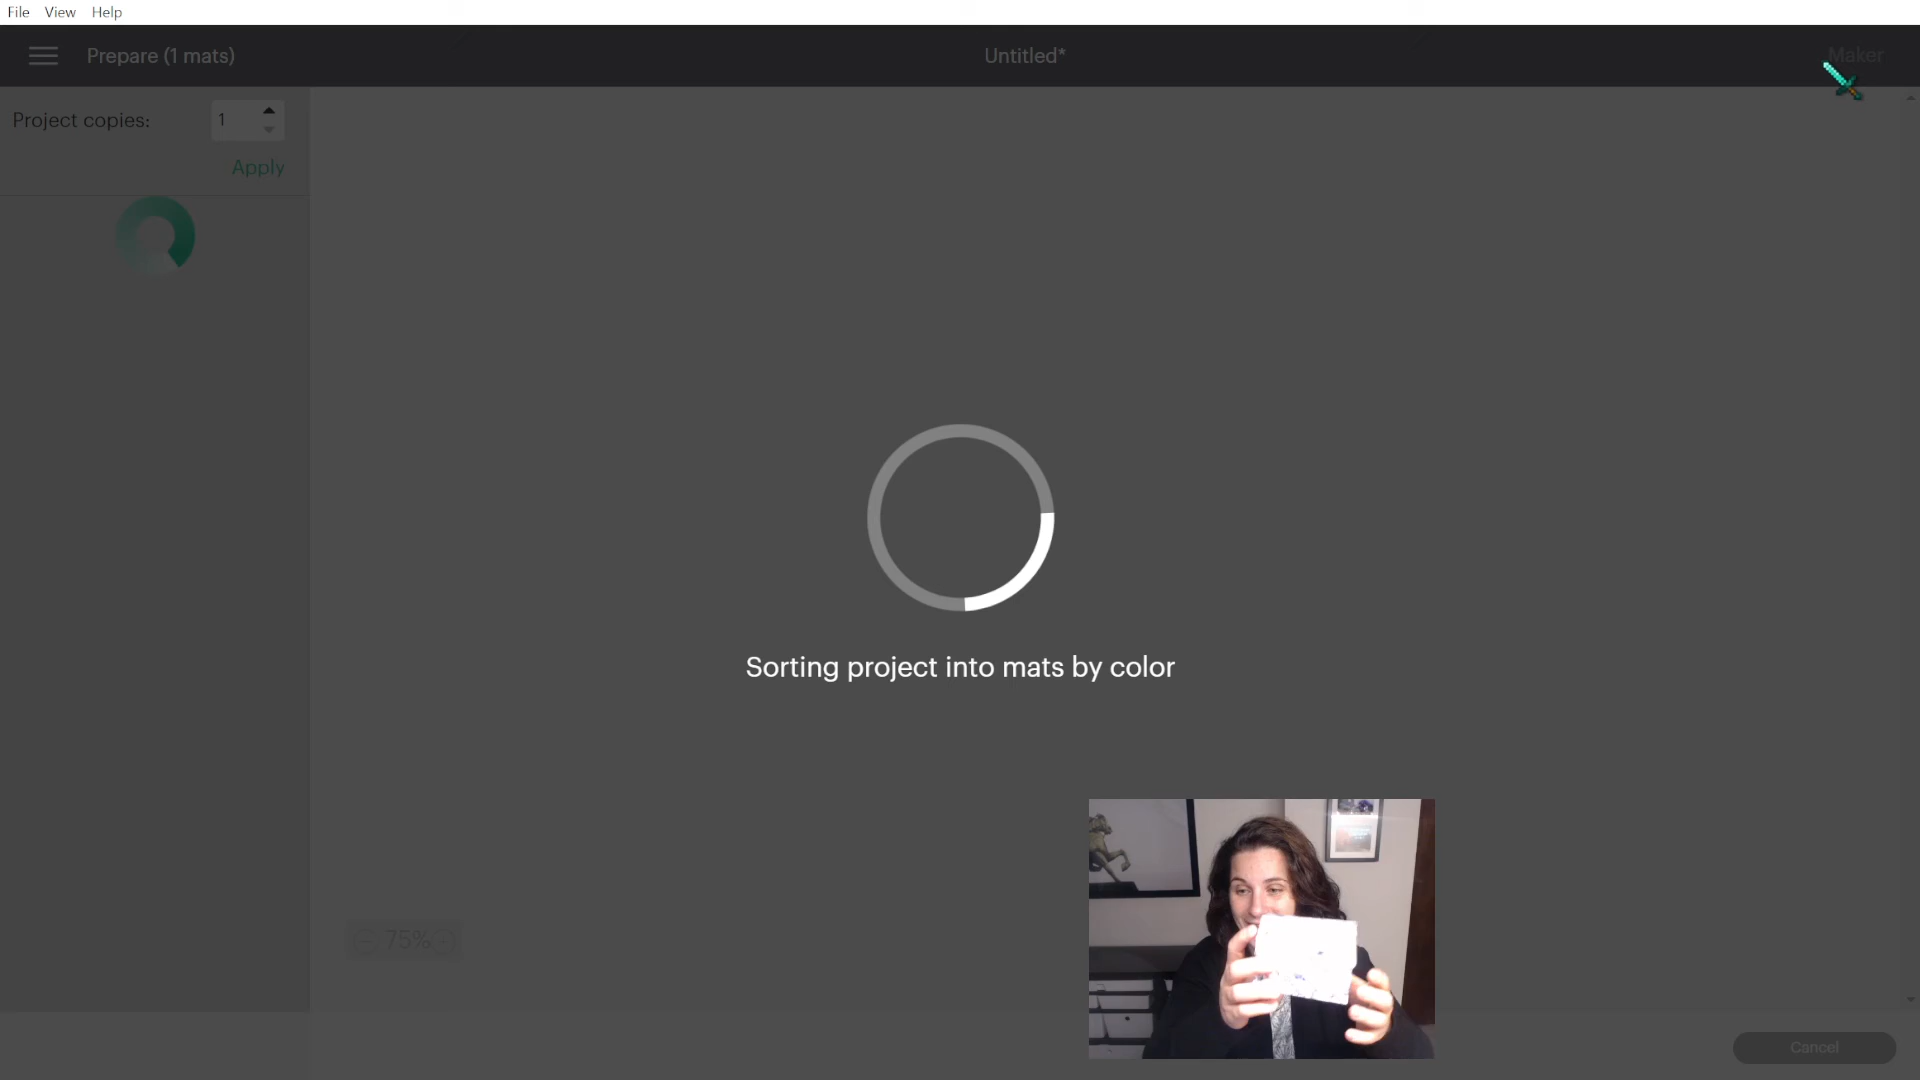 File View Help
Prepare (1 mats)
Untitled*
Maker
Project copies:
1
Apply
Sorting project into mats by color
75%
Cancel